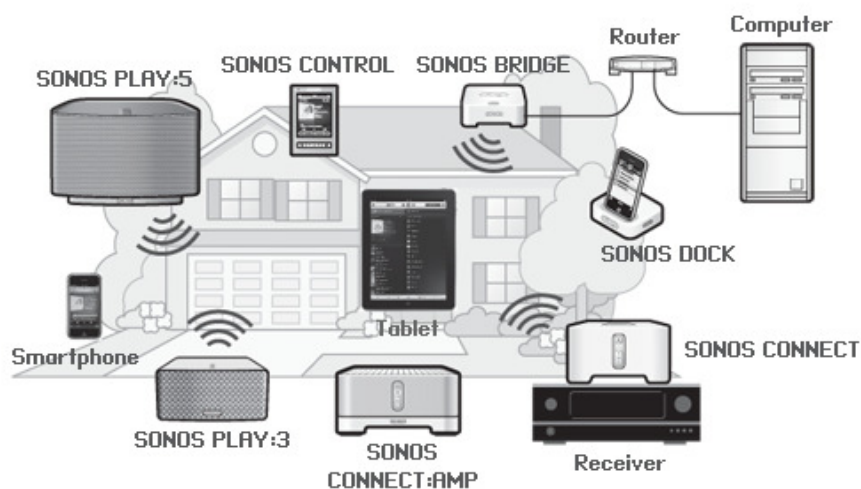 Computer
Router
SONOS PLAY:5
SONOS CONTROL
SONOS BRIDGE
SONOS DOCK
Tablet
Smartphone
SONOS CONNECT
SONOS PLAY:3
SONOS
CONNECT:AMP
Receiver